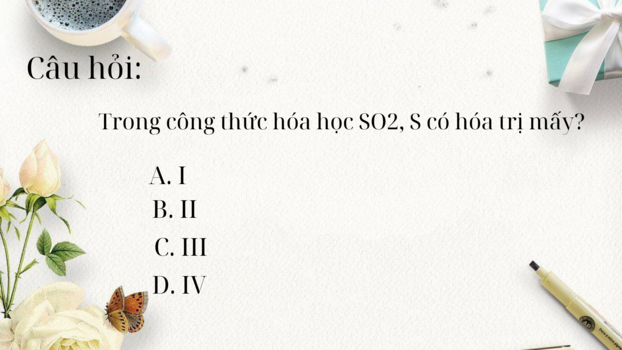 Câu hỏi:
Trong công thức hóa học SO2, S có hóa trị mấy?
A. I
B. II
C. III
D. IV